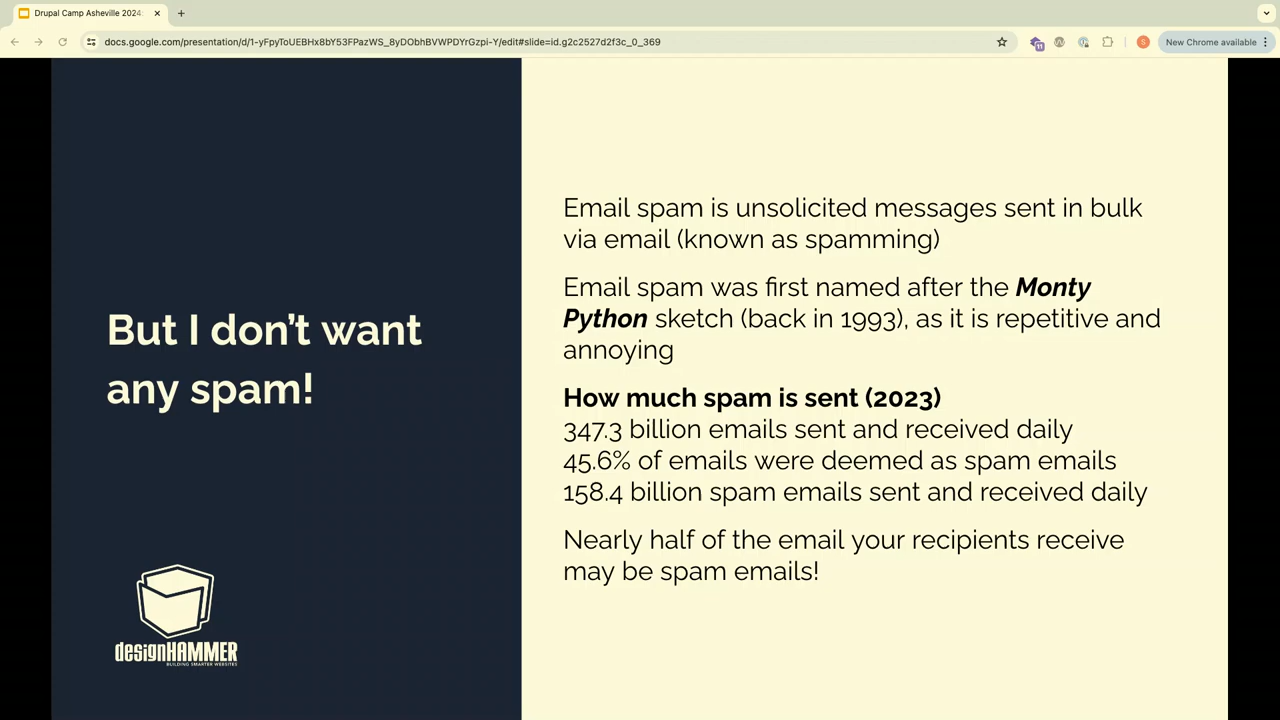 Drupal Camp Asheville 2024:
docs.google.com/presentation/d/1-yFpyToUEBHx8bY53FPazWS_8yDObhBVWPDYrGzpi-Y/edit#slide=id.g2c2527d2f3c_0_369
11
S
New Chrome available
But I don’t want
any spam!
designHAMMER
BUILDING SMARTER WEBSITES
Email spam is unsolicited messages sent in bulk
via email (known as spamming)
Email spam was first named after the Monty
Python sketch (back in 1993), as it is repetitive and
annoying
How much spam is sent (2023)
347.3 billion emails sent and received daily
45.6% of emails were deemed as spam emails
158.4 billion spam emails sent and received daily
Nearly half of the email your recipients receive
may be spam emails!